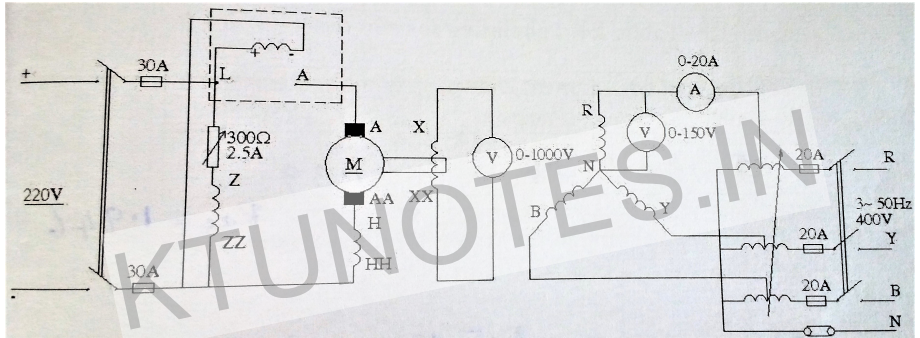 30A
L
A
+
-
+
300Ω
2.5A
Z
ZZ
220V
30A
-
A
M
AA
H
HH
X
XX
V
0-1000V
0-20A
A
R
V
0-150V
N
B
Y
20A
R
3~ 50Hz
400V
20A
Y
20A
B
N
KTUNOTES.IN